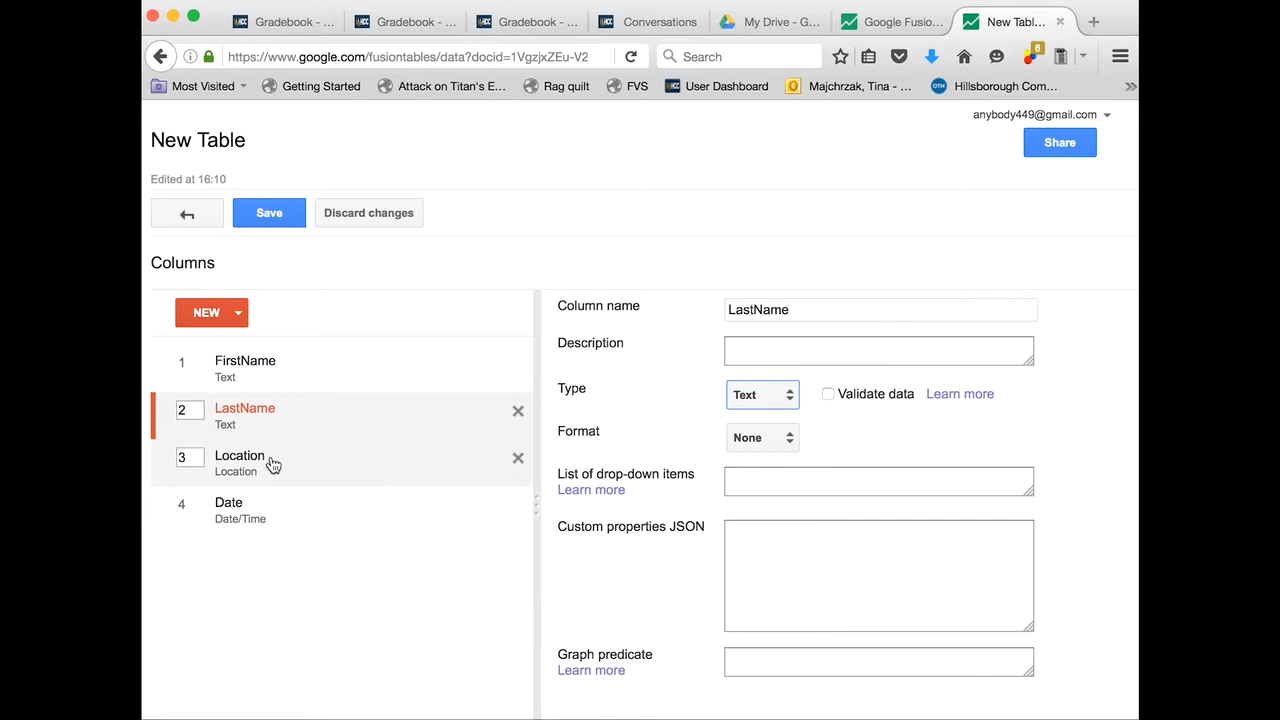 Gradebook - ...
Gradebook - ...
Gradebook - ...
Conversations
My Drive - G...
Google Fusio...
New Tabl...
https://www.google.com/fusiontables/data?docid=1VgzjxZEu-V2
Search
6
Most Visited
Getting Started
Attack on Titan's E...
Rag quilt
FVS
User Dashboard
Majchrzak, Tina - ...
Hillsborough Com...
anybody449@gmail.com
New Table
Share
Edited at 16:10
Save
Discard changes
Columns
NEW
1 FirstName
Text
2 LastName
Text
3 Location
Location
4 Date
Date/Time
Column name LastName
Description
Type Text Validate data Learn more
Format None
List of drop-down items
Learn more
Custom properties JSON
Graph predicate
Learn more